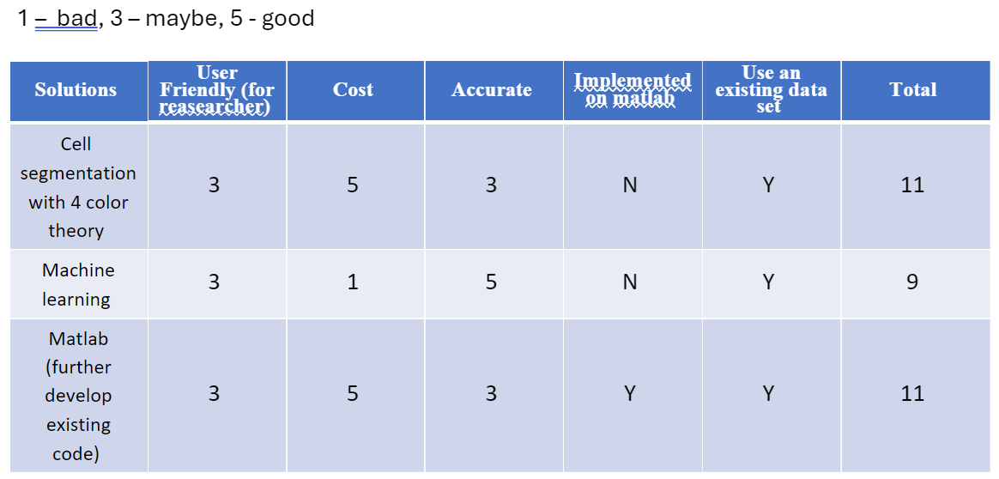 1 – bad, 3 – maybe, 5 - good
Solutions
User
Friendly (for
reasearcher)
Cost
Accurate
Implemented
on matlab
Use an
existing data
set
Total
Cell
segmentation
with 4 color
theory
3
5
3
N
Y
11
Machine
learning
3
1
5
N
Y
9
Matlab
(further
develop
existing
code)
3
5
3
Y
Y
11